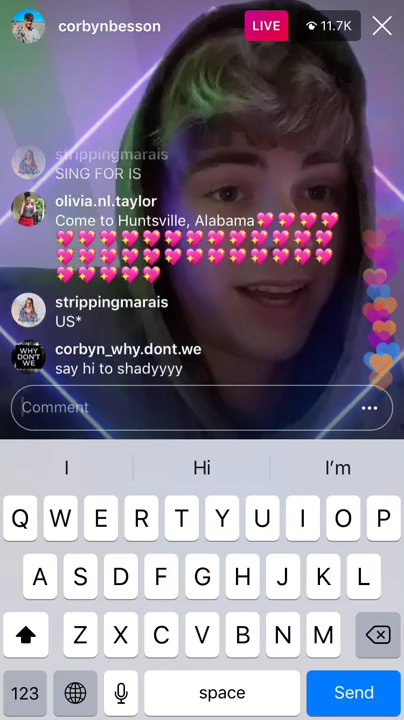 corbynbesson LIVE 11.7K
strippingmarais
SING FOR IS
olivia.nl.taylor
Come to Huntsville, Alabama💖💖💖💖
💖💖💖💖💖💖💖💖💖💖💖💖
💖💖💖💖💖💖💖💖💖💖💖💖
💖💖💖💖💖
strippingmarais
US*
WHY
DON'T
WE
corbyn_why.dont.we
say hi to shadyyyy
Comment
I Hi I'm
Q W E R T Y U I O P
A S D F G H J K L
Z X C V B N M
123 space Send